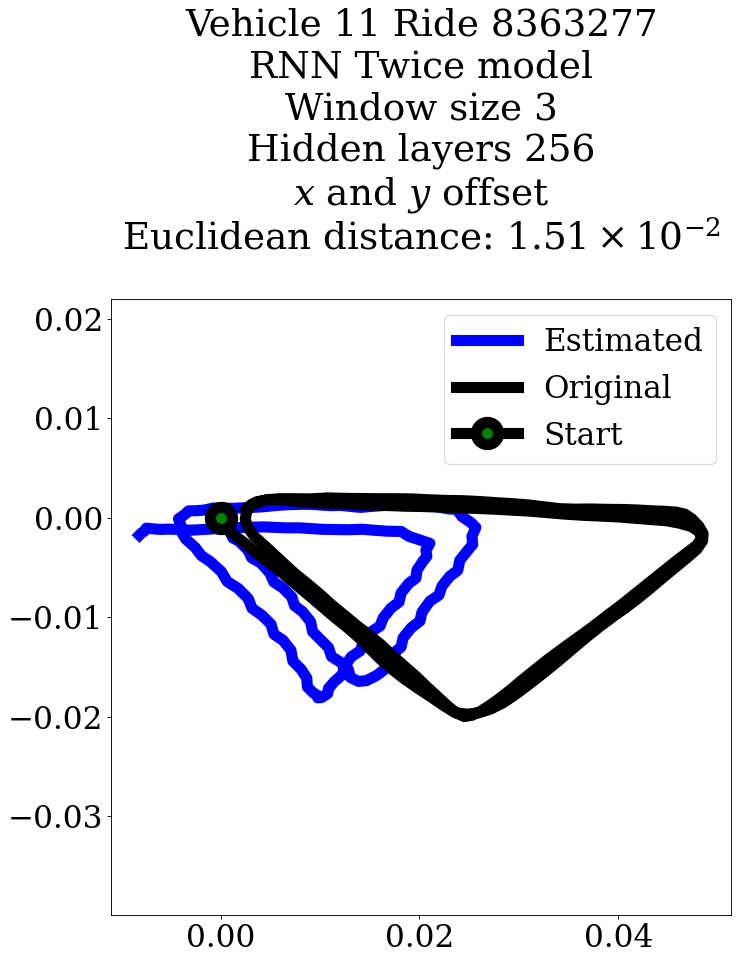 Vehicle 11 Ride 8363277
RNN Twice model
Window size 3
Hidden layers 256
x and y offset
Euclidean distance: 1.51 × 10⁻²
Estimated
Original
Start
0.02
0.01
0.00
−0.01
−0.02
−0.03
0.00 0.02 0.04